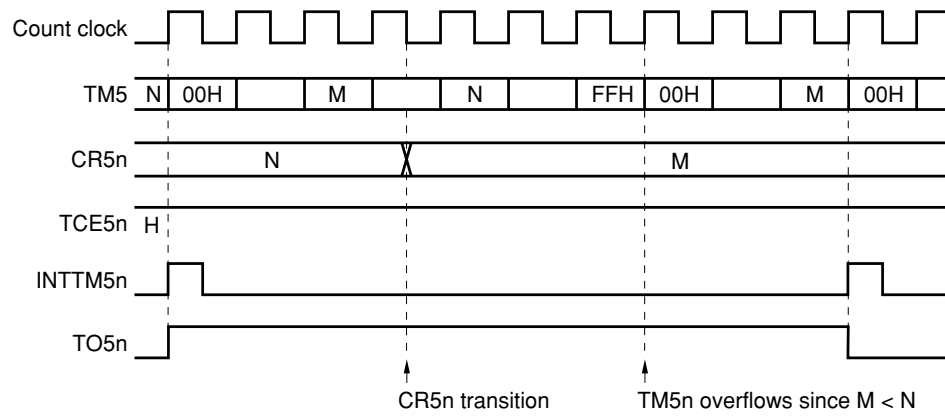 Count clock
TM5 N 00H M N FFH 00H M 00H
CR5n N M
TCE5n H
INTTM5n
TO5n
CR5n transition TM5n overflows since M < N